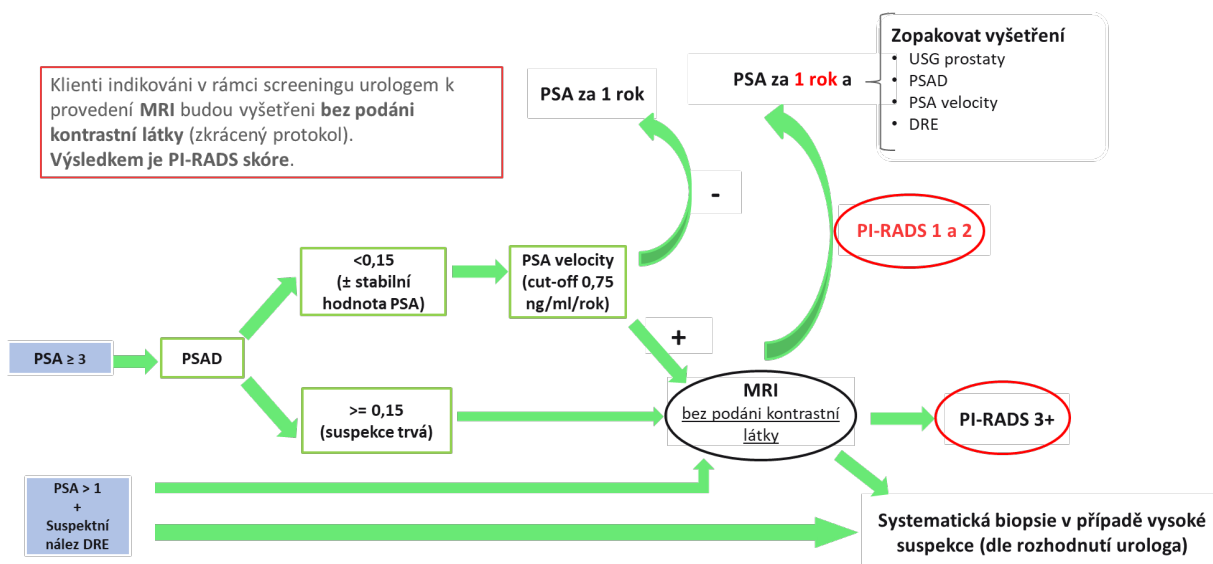 Klienti indikováni v rámci screeningu urologem k
provedení MRI budou vyšetřeni bez podáni
kontrastní látky (zkrácený protokol).
Výsledkem je PI-RADS skóre.
PSA za 1 rok
PSA za 1 rok a
Zopakovat vyšetření
• USG prostaty
• PSAD
• PSA velocity
• DRE
-
PI-RADS 1 a 2
<0,15
(± stabilní
hodnota PSA)
PSA velocity
(cut-off 0,75
ng/ml/rok)
+
PSA ≥ 3
PSAD
>= 0,15
(suspekce trvá)
MRI
bez podáni kontrastní
látky
PI-RADS 3+
PSA > 1
+
Suspektní
nález DRE
Systematická biopsie v případě vysoké
suspekce (dle rozhodnutí urologa)